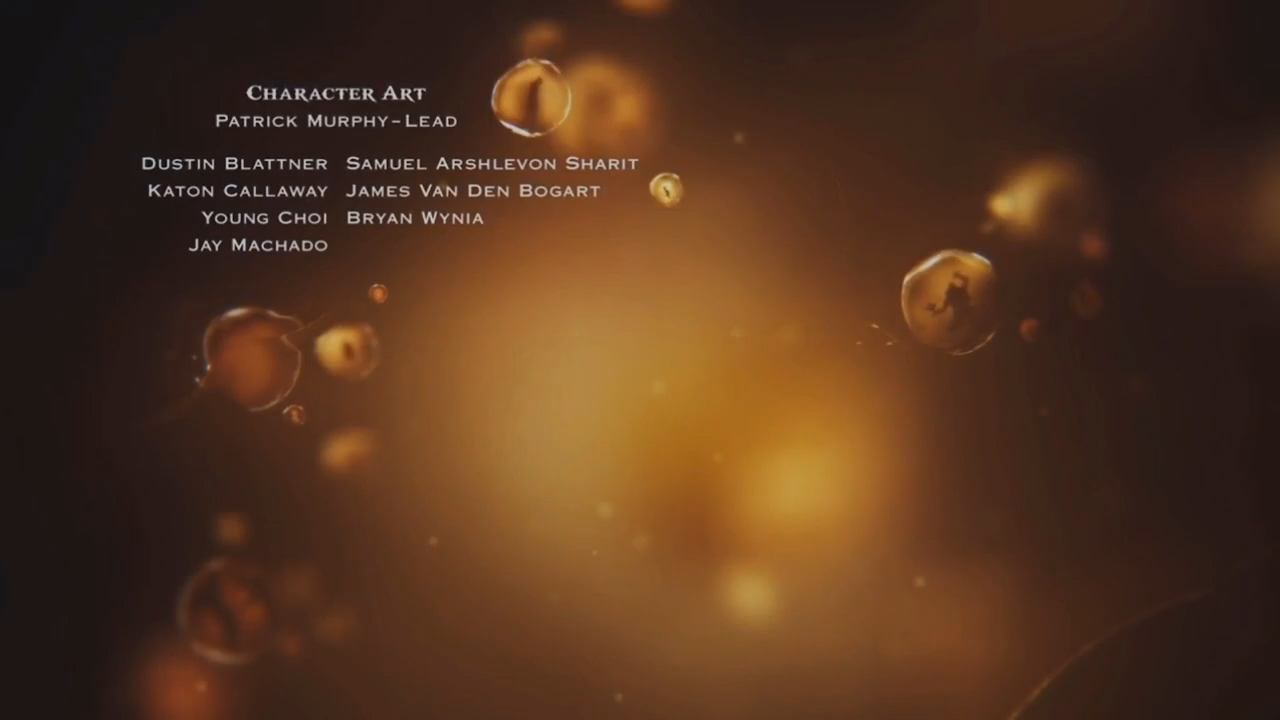 CHARACTER ART
PATRICK MURPHY-LEAD
DUSTIN BLATTNER SAMUEL ARSHLEVON SHARIT
KATON CALLAWAY JAMES VAN DEN BOGART
YOUNG CHOI BRYAN WYNIA
JAY MACHADO